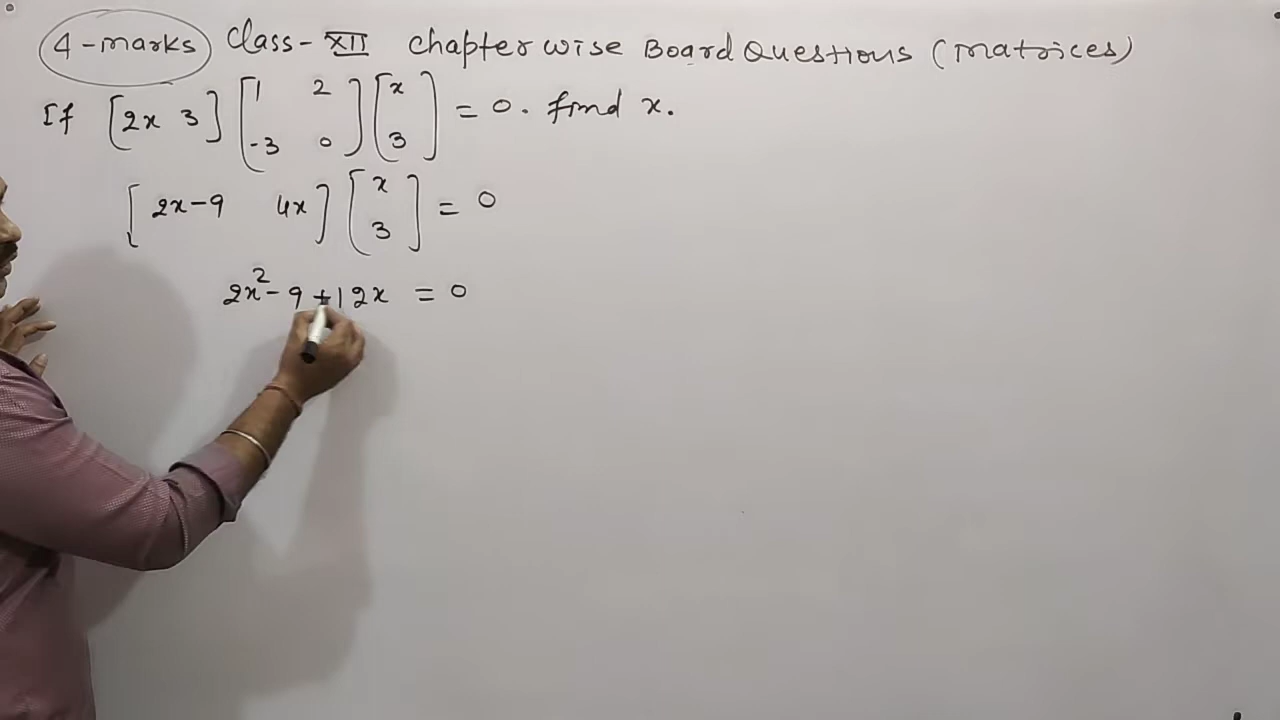 4-marks Class-XII Chapterwise Board Questions (Matrices)
If [2x 3] [1 2; -3 0] [x; 3] = 0. find x.
[2x-9 4x] [x; 3] = 0
2x²-9+12x = 0